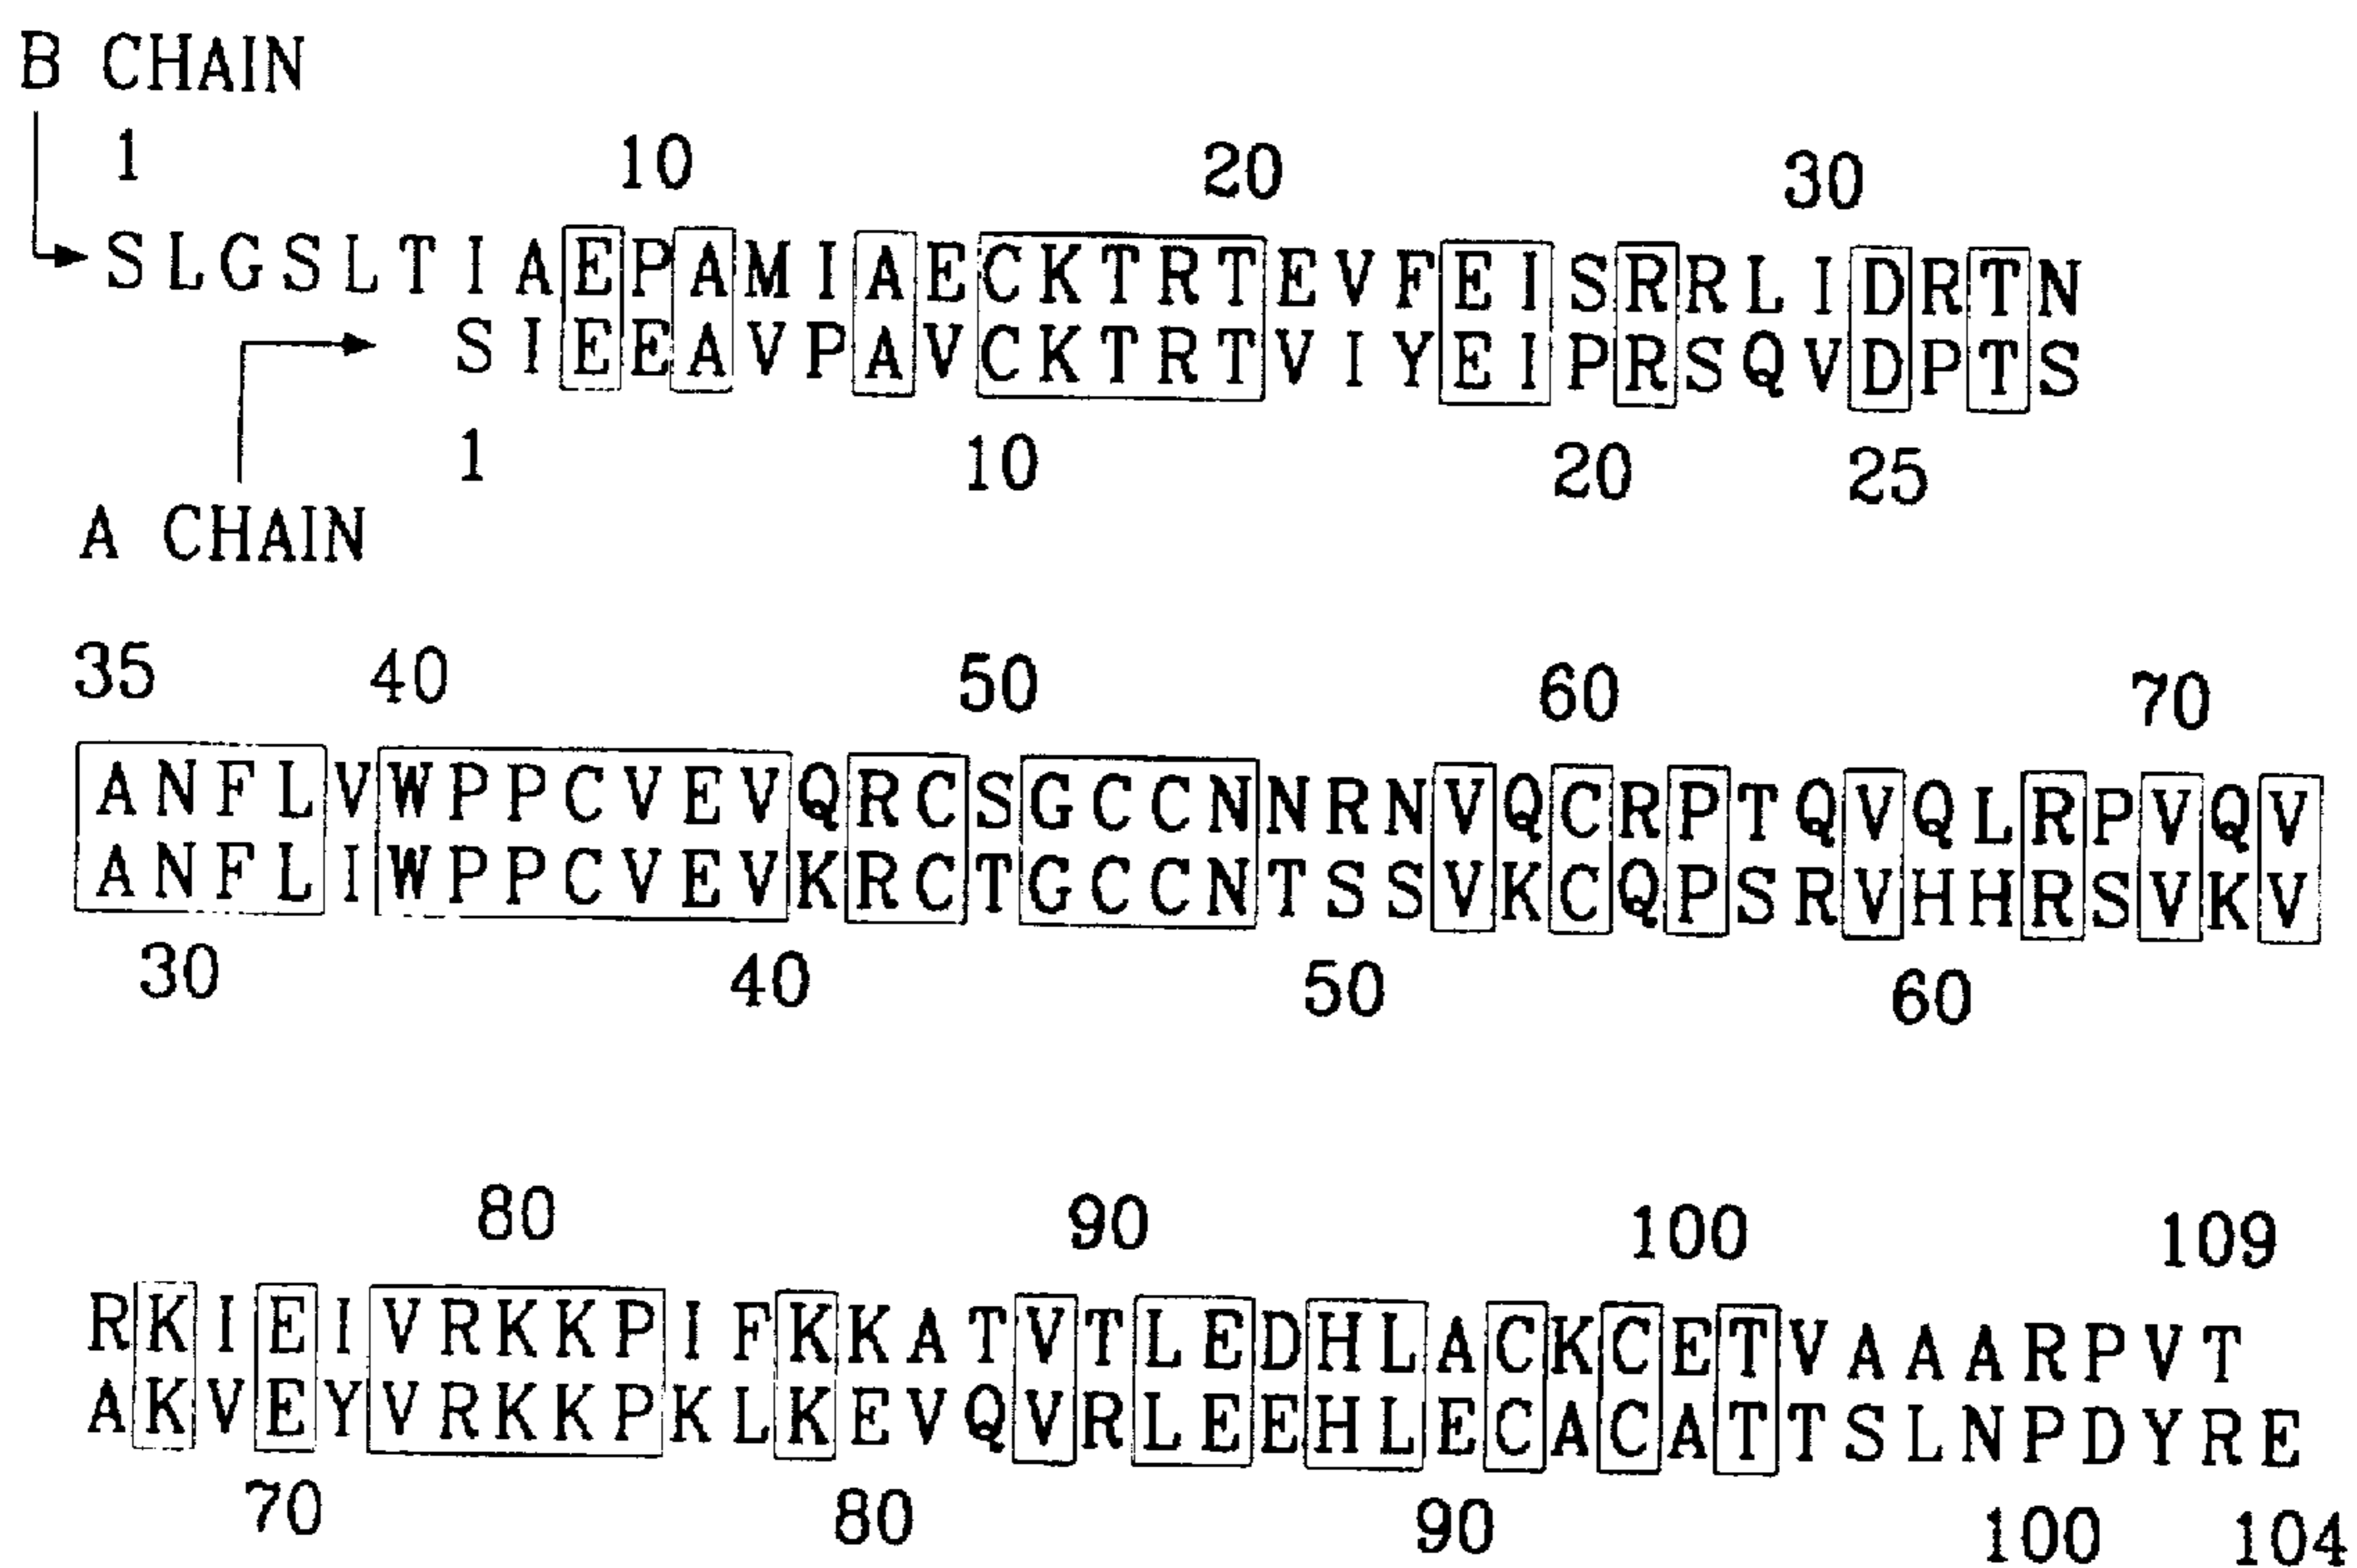 B CHAIN
1 10 20 30
SLGSLTIAEPAMIAECKTRTEVFEISRRLIDRTN
SIEEAVPAVCKTRTVIYEIPRSQVDPTS
1 10 20 25
A CHAIN
35 40 50 60 70
ANFLVWPPCVEVQRCSGCCNNRNVQCRPTQVQLRPVQV
ANFLIWPPCVEVKRCTGCCNTSSVKCQPSRVHHRSVKV
30 40 50 60
80 90 100 109
RKIEIVRKKPIFKKATVTLEDHLACKCETVAAARPVT
AKVEYVRKKPKLKEVQVRLEEHLECACATTSLNPDYRE
70 80 90 100 104